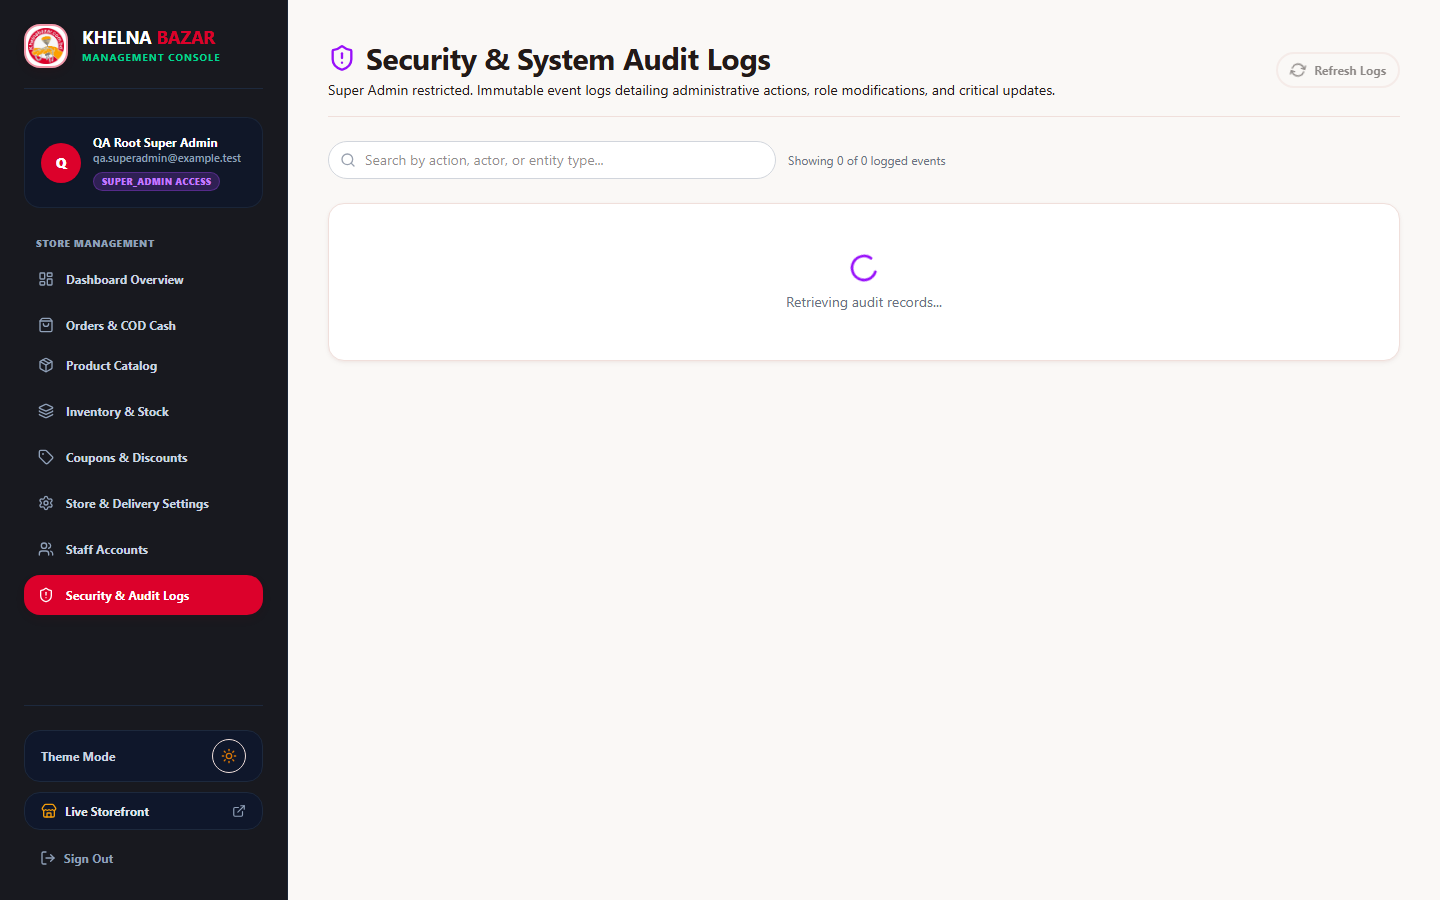 KHELNA BAZAR
MANAGEMENT CONSOLE
Q
QA Root Super Admin
qa.superadmin@example.test
SUPER_ADMIN ACCESS
STORE MANAGEMENT
Dashboard Overview
Orders & COD Cash
Product Catalog
Inventory & Stock
Coupons & Discounts
Store & Delivery Settings
Staff Accounts
Security & Audit Logs
Theme Mode
Live Storefront
Sign Out
Security & System Audit Logs
Super Admin restricted. Immutable event logs detailing administrative actions, role modifications, and critical updates.
Refresh Logs
Search by action, actor, or entity type...
Showing 0 of 0 logged events
Retrieving audit records...